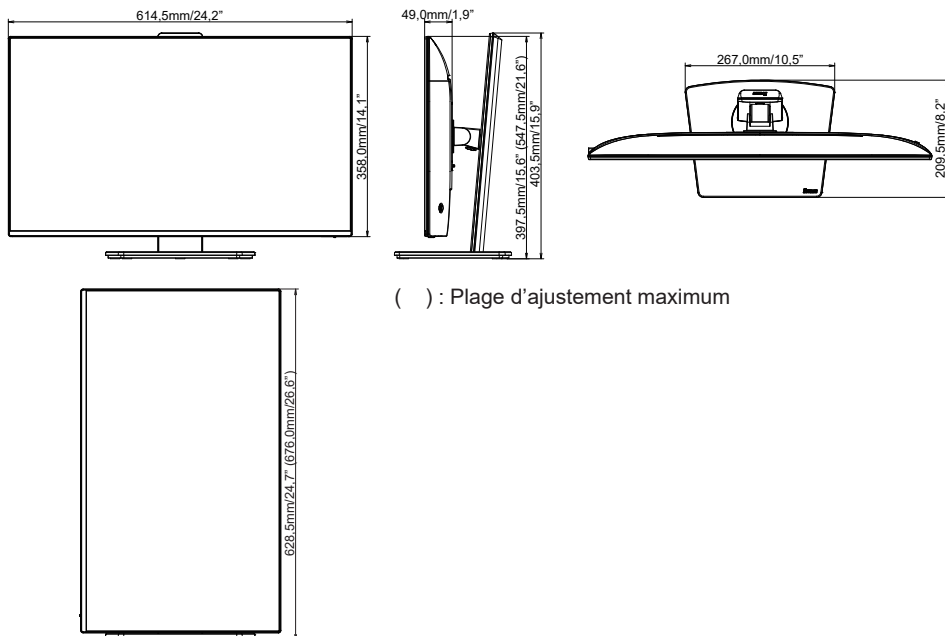 614,5mm/24,2”
49,0mm/1,9”
358,0mm/14,1”
397.5mm/15.6” (547.5mm/21,6”)
403.5mm/15,9”
267,0mm/10,5”
209.5mm/8.2”
(    ) : Plage d’ajustement maximum
628,5mm/24,7” (676,0mm/26,6”)